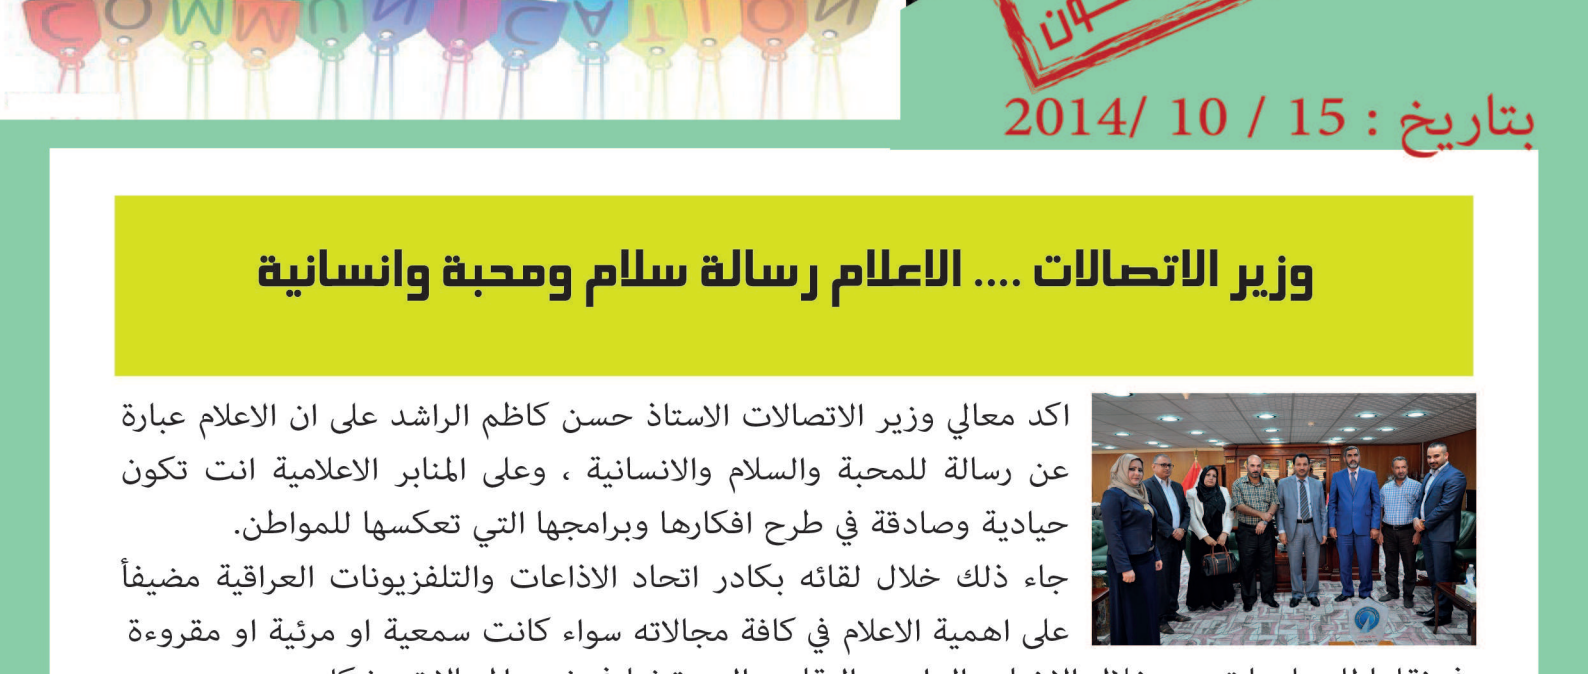 COMMUNICATION
بتاريخ : 15 / 10 /2014
وزير الاتصالات .... الاعلام رسالة سلام ومحبة وانسانية
اكد معالي وزير الاتصالات الاستاذ حسن كاظم الراشد على ان الاعلام عبارة
عن رسالة للمحبة والسلام والانسانية ، وعلى المنابر الاعلامية انت تكون
حيادية وصادقة في طرح افكارها وبرامجها التي تعكسها للمواطن.
جاء ذلك خلال لقائه بكادر اتحاد الاذاعات والتلفزيونات العراقية مضيفأ
على اهمية الاعلام في كافة مجالاته سواء كانت سمعية او مرئية او مقروءة